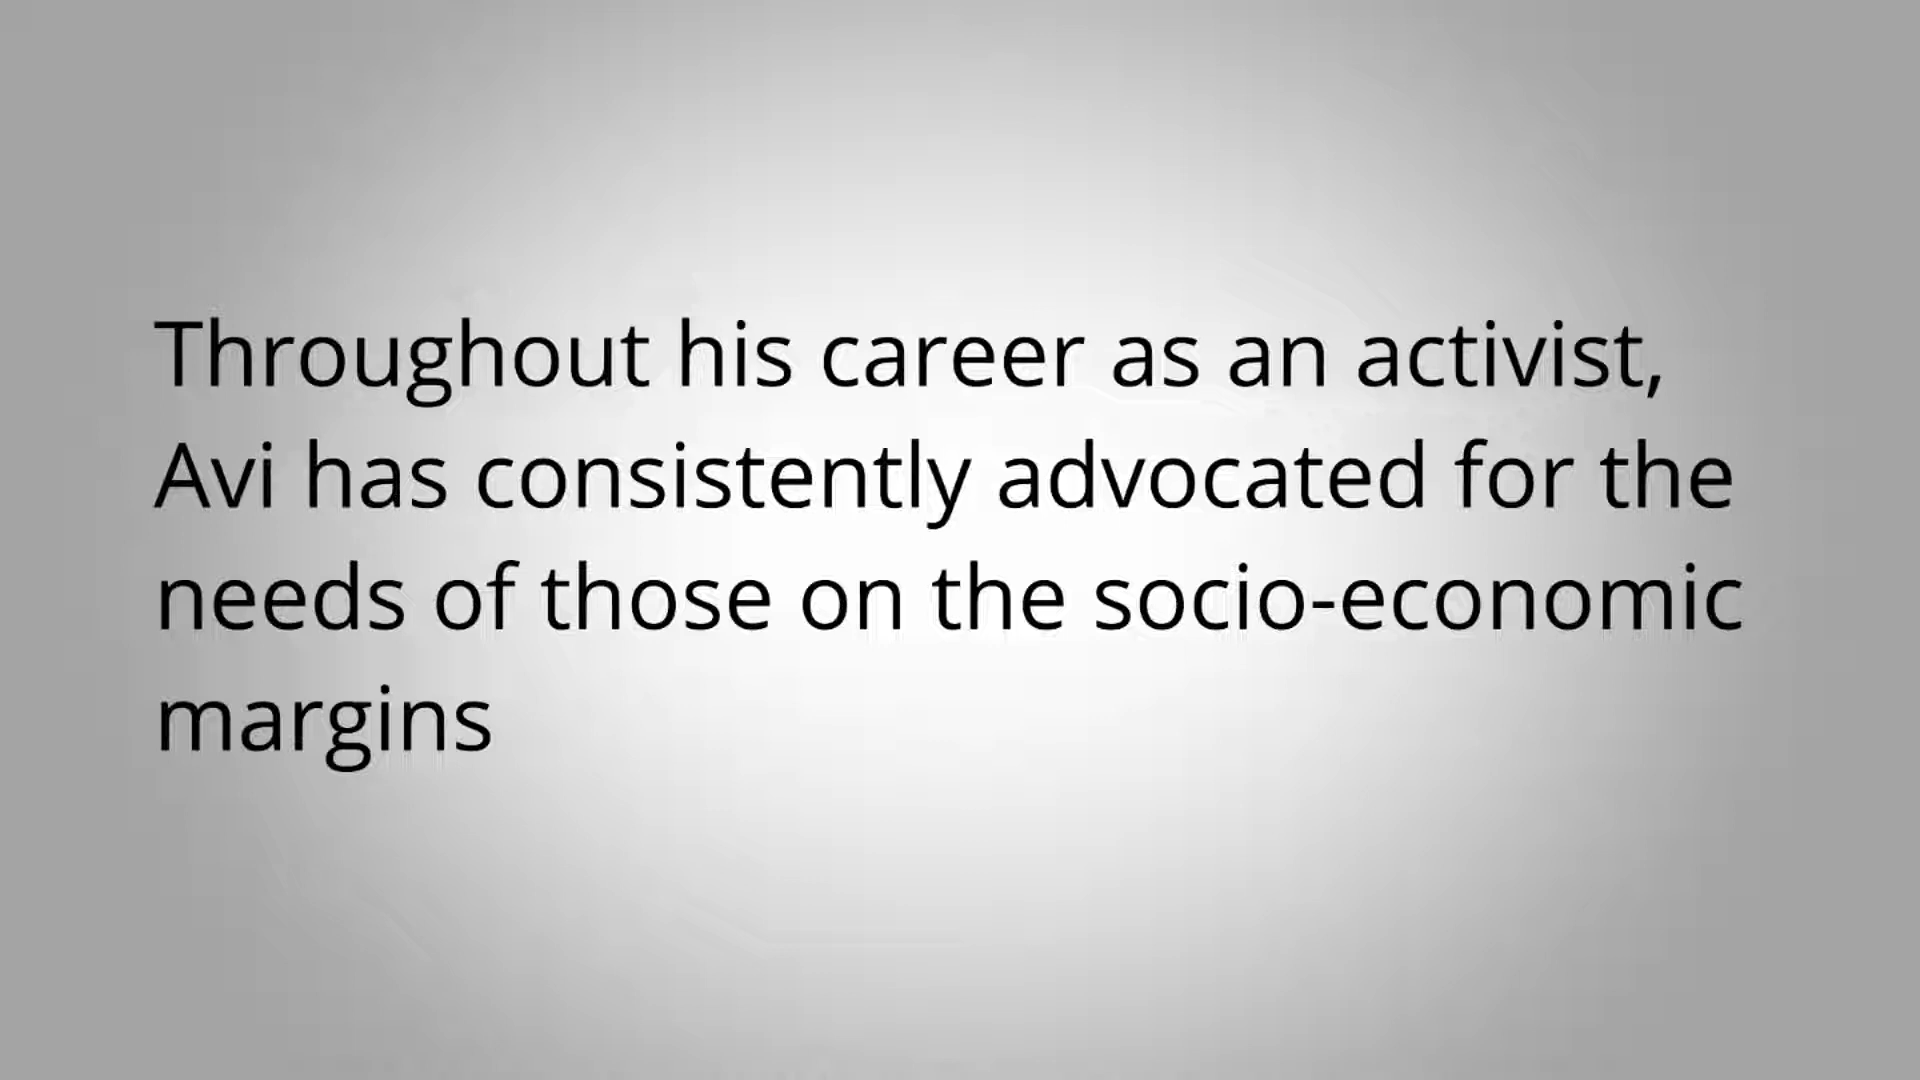 Throughout his career as an activist,
Avi has consistently advocated for the
needs of those on the socio-economic
margins